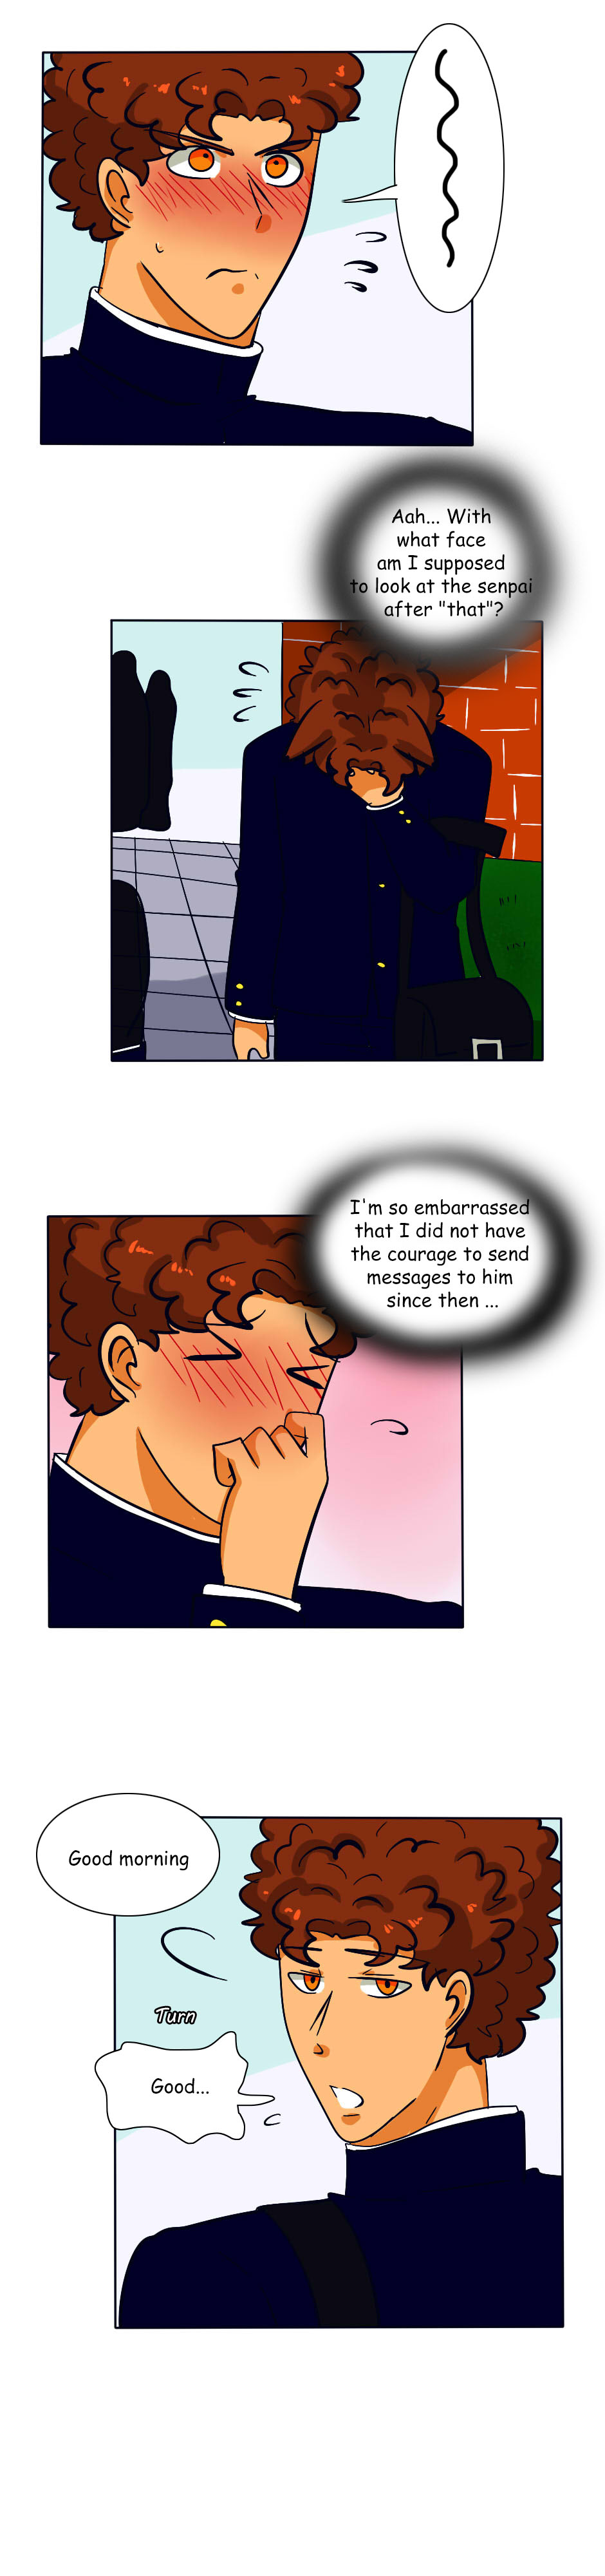 Aah... With
what face
am I supposed
to look at the senpai
after "that"?
I'm so embarrassed
that I did not have
the courage to send
messages to him
since then ...
Good morning
Turn
Good...